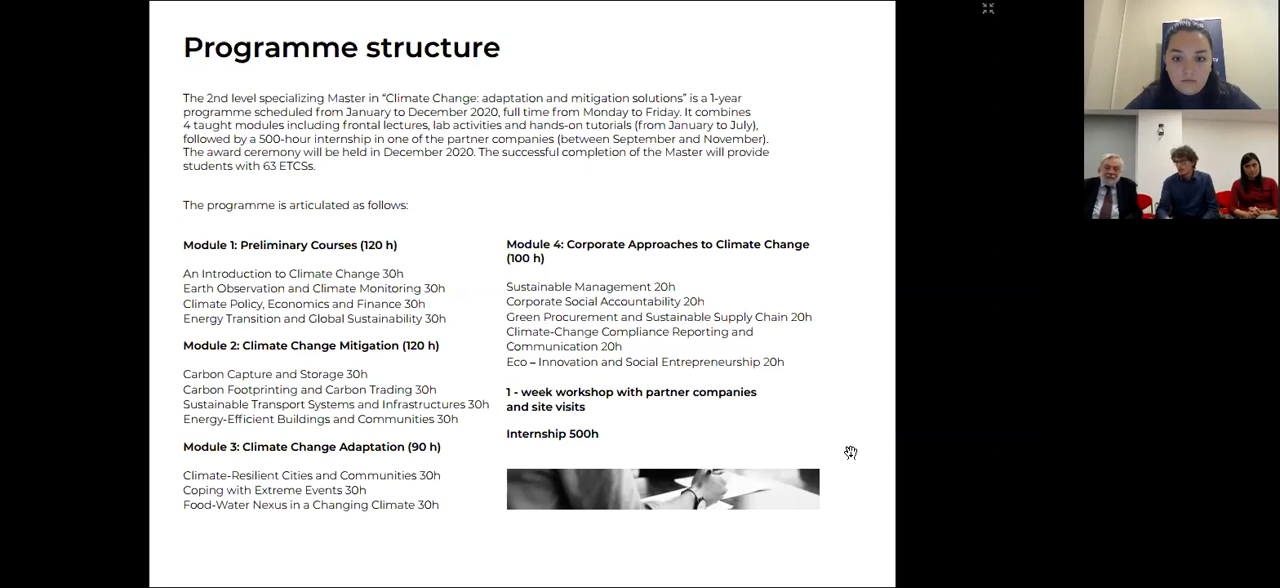 Programme structure
The 2nd level specializing Master in “Climate Change: adaptation and mitigation solutions” is a 1-year
programme scheduled from January to December 2020, full time from Monday to Friday. It combines
4 taught modules including frontal lectures, lab activities and hands-on tutorials (from January to July),
followed by a 500-hour internship in one of the partner companies (between September and November).
The award ceremony will be held in December 2020. The successful completion of the Master will provide
students with 63 ETCSs.
The programme is articulated as follows:
Module 1: Preliminary Courses (120 h)
An Introduction to Climate Change 30h
Earth Observation and Climate Monitoring 30h
Climate Policy, Economics and Finance 30h
Energy Transition and Global Sustainability 30h
Module 2: Climate Change Mitigation (120 h)
Carbon Capture and Storage 30h
Carbon Footprinting and Carbon Trading 30h
Sustainable Transport Systems and Infrastructures 30h
Energy-Efficient Buildings and Communities 30h
Module 3: Climate Change Adaptation (90 h)
Climate-Resilient Cities and Communities 30h
Coping with Extreme Events 30h
Food-Water Nexus in a Changing Climate 30h
Module 4: Corporate Approaches to Climate Change
(100 h)
Sustainable Management 20h
Corporate Social Accountability 20h
Green Procurement and Sustainable Supply Chain 20h
Climate-Change Compliance Reporting and
Communication 20h
Eco – Innovation and Social Entrepreneurship 20h
1 - week workshop with partner companies
and site visits
Internship 500h